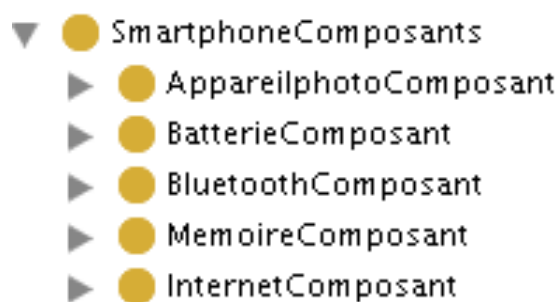 SmartphoneComposants
AppareilphotoComposant
BatterieComposant
BluetoothComposant
MemoireComposant
InternetComposant